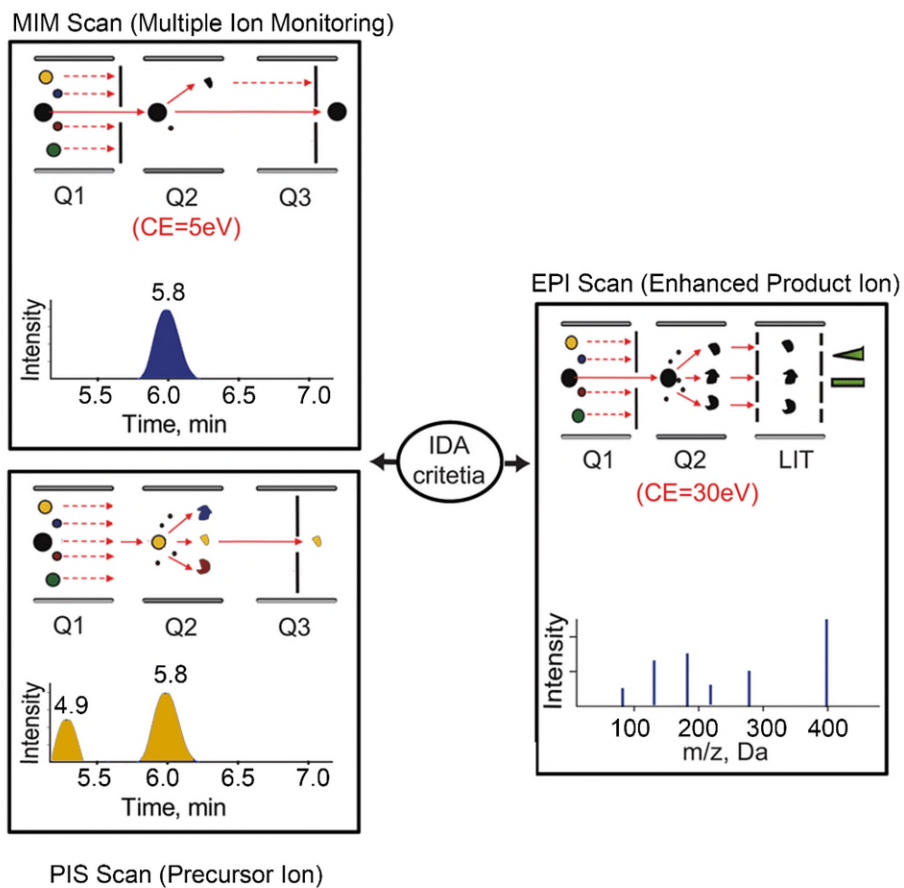 MIM Scan (Multiple Ion Monitoring)
Q1 Q2 Q3
(CE=5eV)
5.8
Intensity
5.5 6.0 6.5 7.0
Time, min
IDA
critetia
EPI Scan (Enhanced Product Ion)
Q1 Q2 LIT
(CE=30eV)
Intensity
100 200 300 400
m/z, Da
Q1 Q2 Q3
5.8
4.9
Intensity
5.5 6.0 6.5 7.0
Time, min
PIS Scan (Precursor Ion)